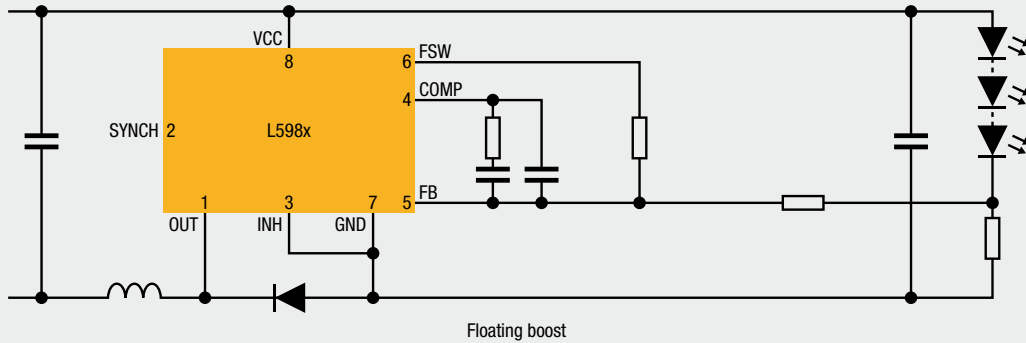 VCC
8
6 FSW
4 COMP
SYNCH 2
L598x
5 FB
1
3
7
OUT
INH
GND
Floating boost